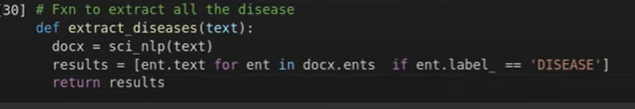 [30] # Fxn to extract all the disease
def extract_diseases(text):
  docx = sci_nlp(text)
  results = [ent.text for ent in docx.ents  if ent.label_ == 'DISEASE']
  return results